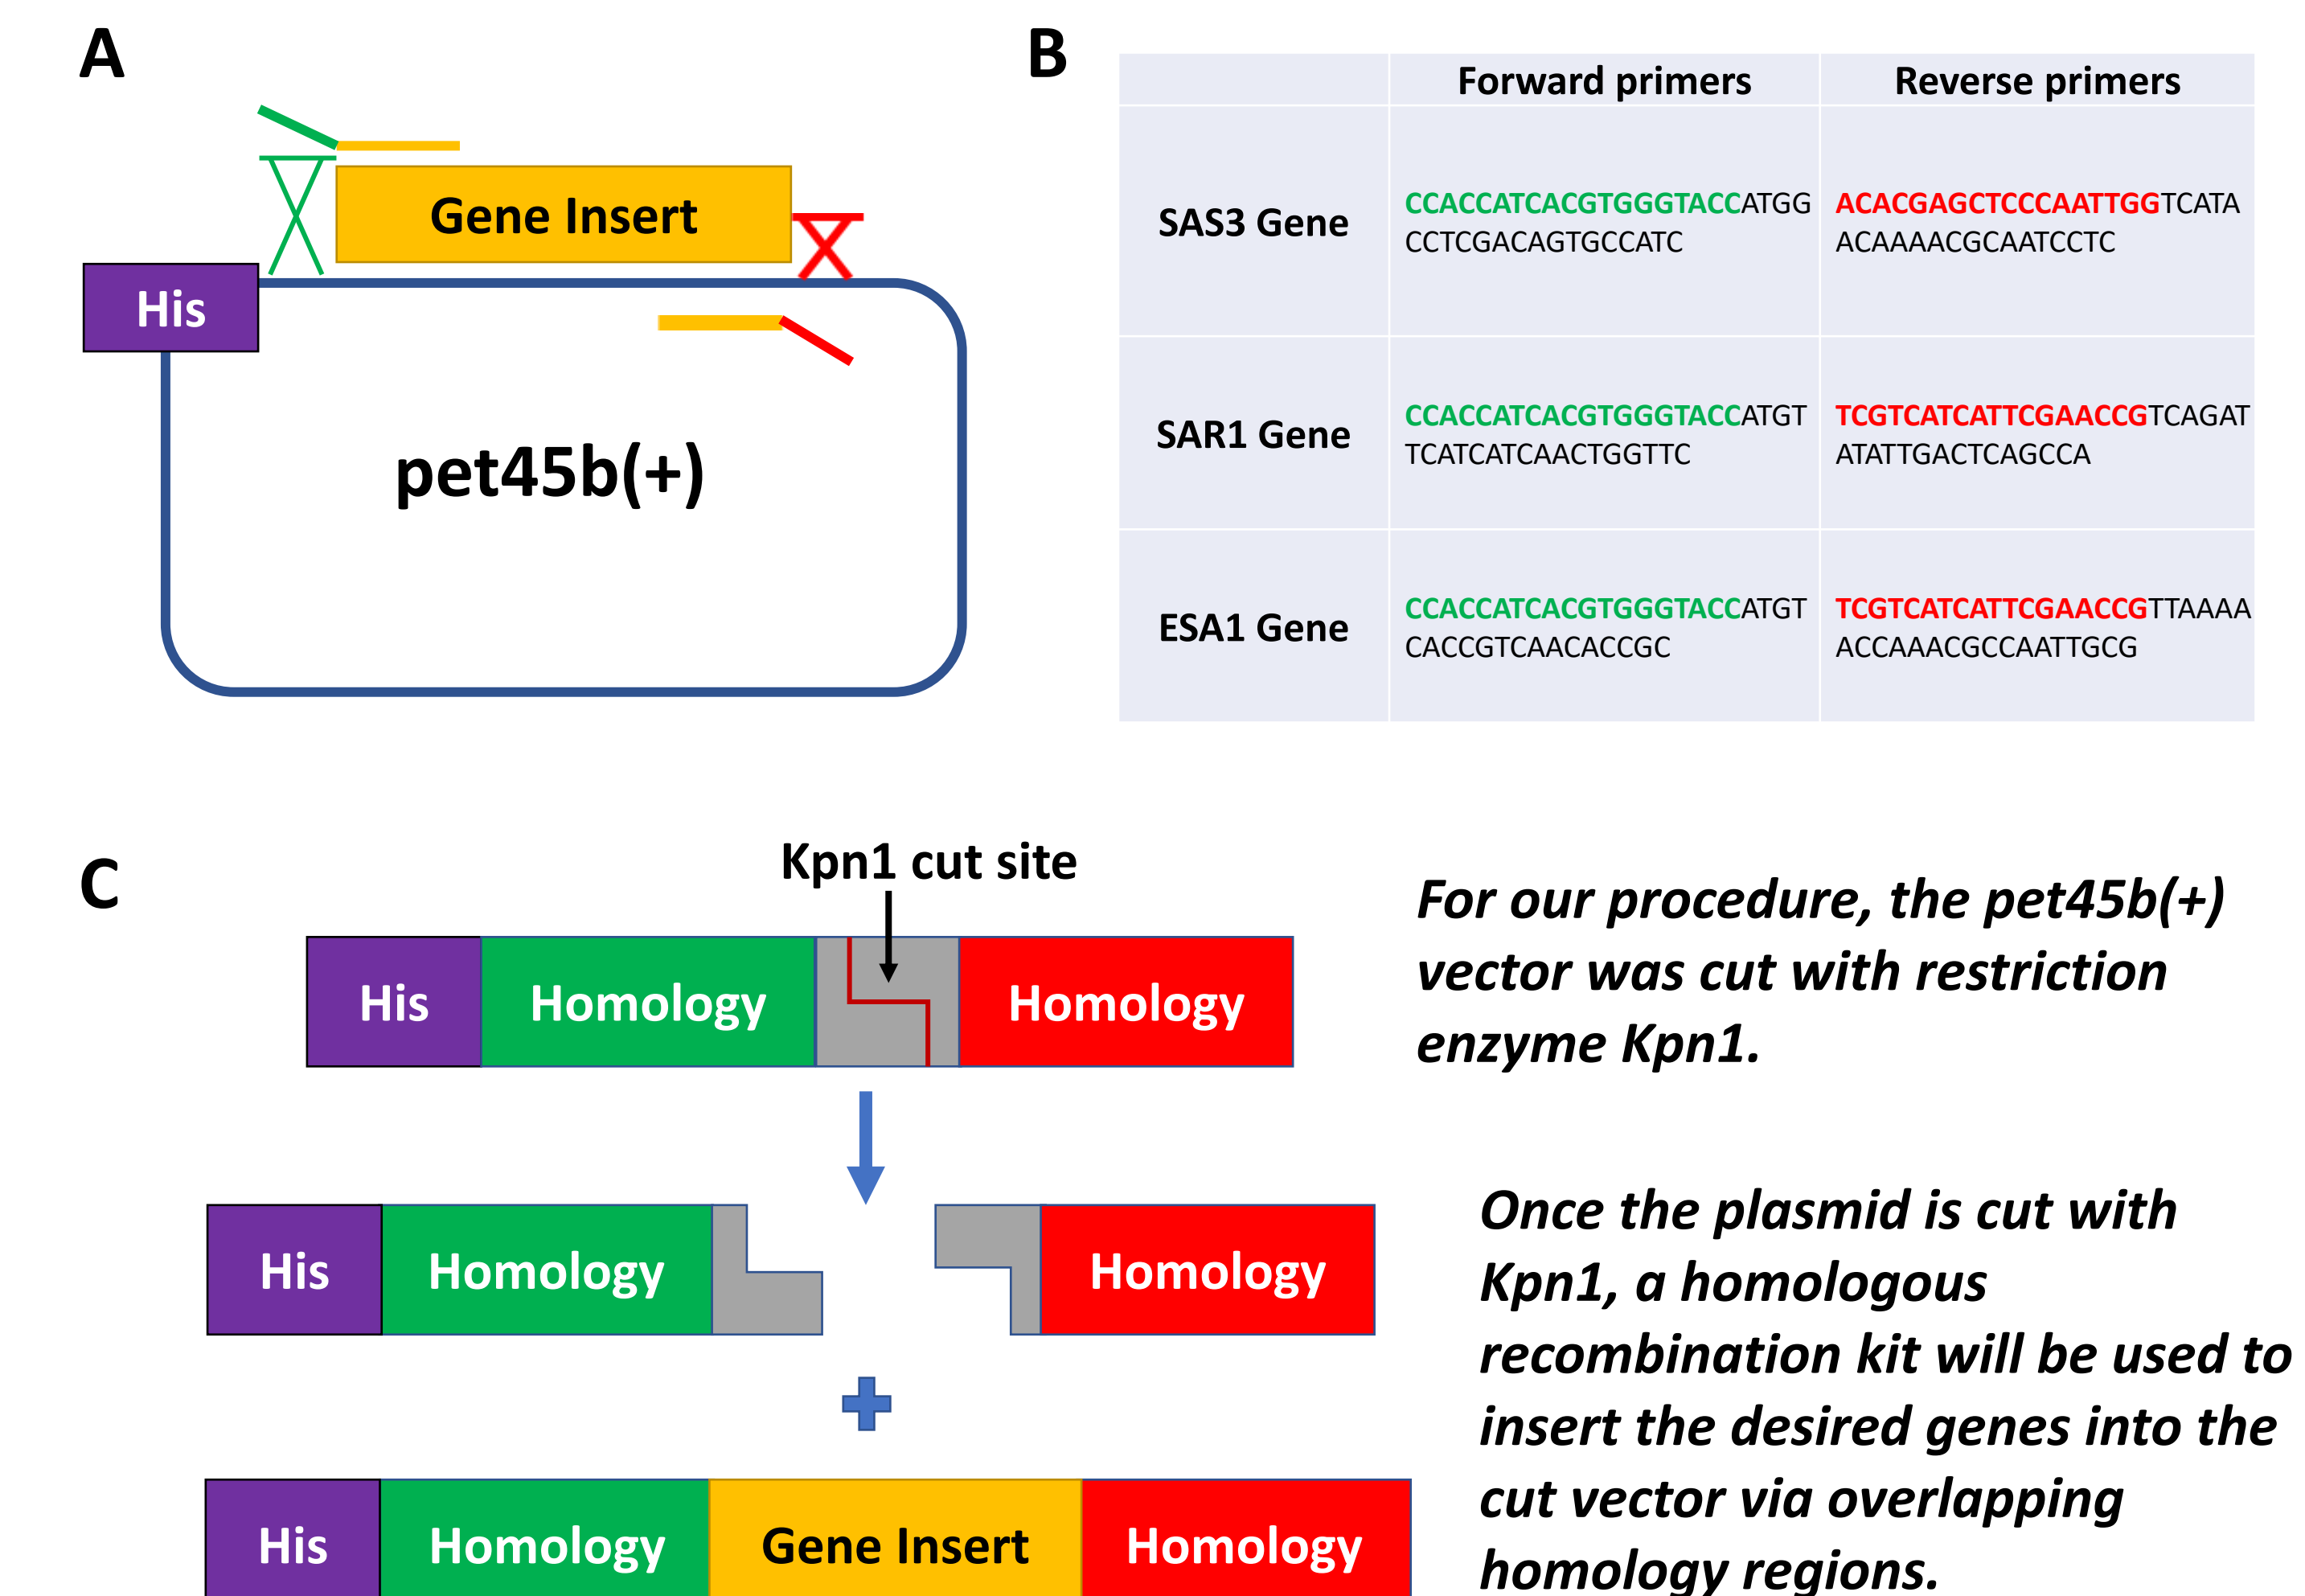 A
Gene Insert
His
pet45b(+)
B
Forward primers
Reverse primers
SAS3 Gene
CCACCATCACGTGGGTACCATGG
CCTCGACAGTGCCATC
ACACGAGCTCCCAATTGGTCATA
ACAAAACGCAATCCTC
SAR1 Gene
CCACCATCACGTGGGTACCATGT
TCATCATCAACTGGTTC
TCGTCATCATTCGAACCGTCAGAT
ATATTGACTCAGCCA
ESA1 Gene
CCACCATCACGTGGGTACCATGT
CACCGTCAACACCGC
TCGTCATCATTCGAACCGTTAAAA
ACCAAACGCCAATTGCG
C
Kpn1 cut site
His Homology Homology
For our procedure, the pet45b(+)
vector was cut with restriction
enzyme Kpn1.
His Homology Homology
His Homology Gene Insert Homology
Once the plasmid is cut with
Kpn1, a homologous
recombination kit will be used to
insert the desired genes into the
cut vector via overlapping
homology regions.